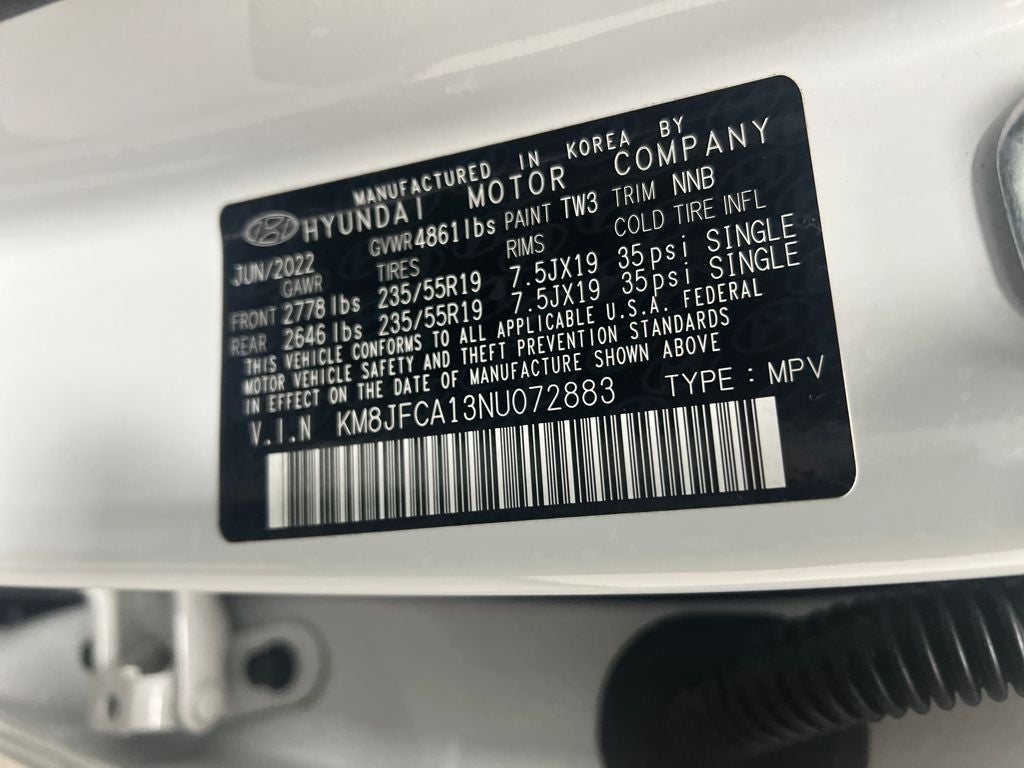 MANUFACTURED IN KOREA BY
HYUNDAI MOTOR COMPANY
JUN/2022 GVWR 4861 lbs PAINT TW3 TRIM NNB
GAWR TIRES RIMS COLD TIRE INFL
FRONT 2778 lbs 235/55R19 7.5JX19 35psi SINGLE
REAR 2646 lbs 235/55R19 7.5JX19 35psi SINGLE
THIS VEHICLE CONFORMS TO ALL APPLICABLE U.S.A. FEDERAL
MOTOR VEHICLE SAFETY AND THEFT PREVENTION STANDARDS
IN EFFECT ON THE DATE OF MANUFACTURE SHOWN ABOVE
V.I.N KM8JFCA13NU072883 TYPE : MPV